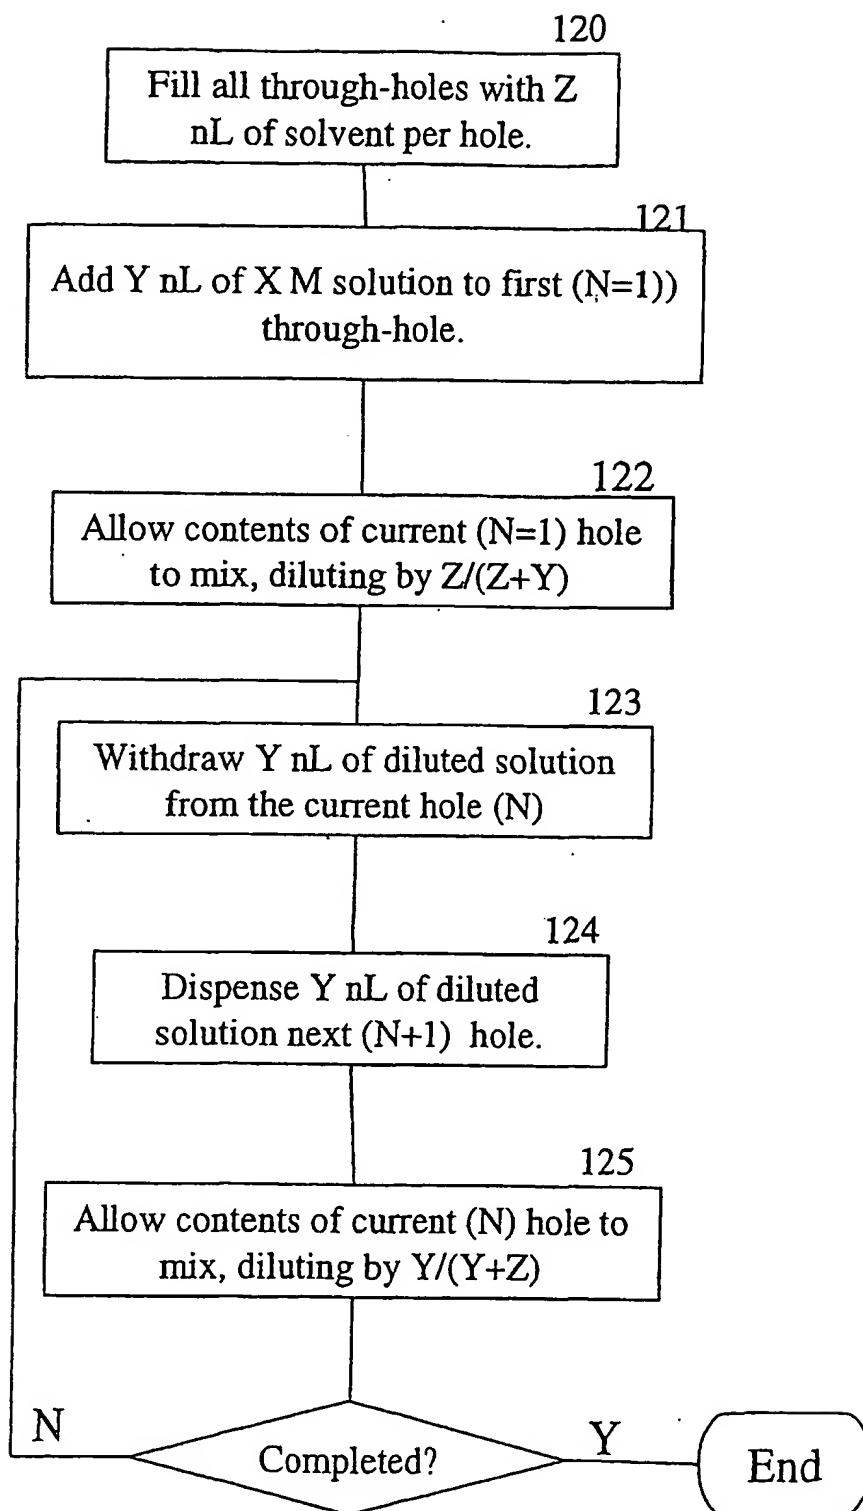 120
Fill all through-holes with Z
nL of solvent per hole.
121
Add Y nL of X M solution to first (N=1))
through-hole.
122
Allow contents of current (N=1) hole
to mix, diluting by Z/(Z+Y)
123
Withdraw Y nL of diluted solution
from the current hole (N)
124
Dispense Y nL of diluted
solution next (N+1) hole.
125
Allow contents of current (N) hole to
mix, diluting by Y/(Y+Z)
N
Completed?
Y
End